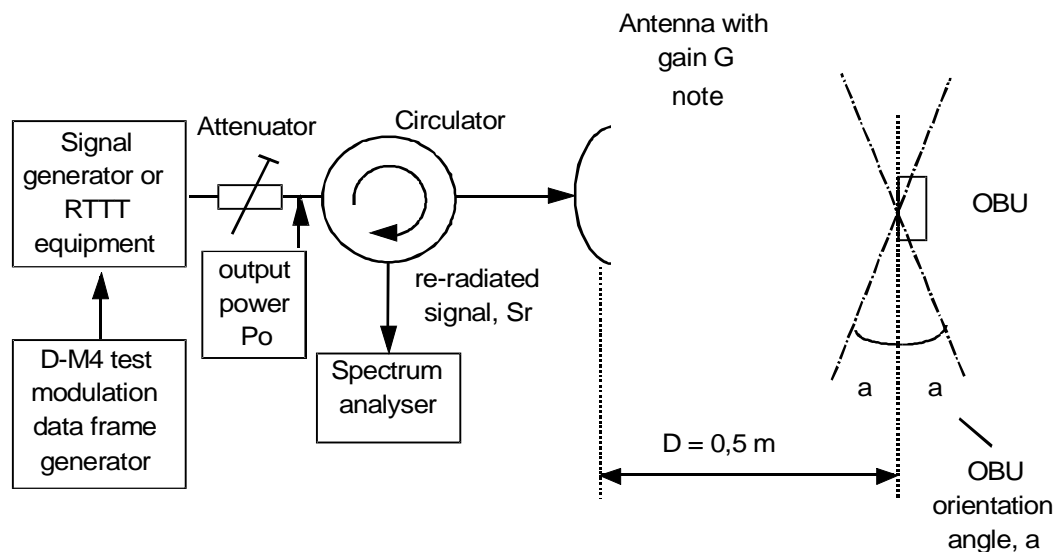 Antenna with
gain G
note
Attenuator
Circulator
Signal
generator or
RTTT
equipment
OBU
output
power
Po
re-radiated
signal, Sr
D-M4 test
modulation
data frame
generator
Spectrum
analyser
a
a
D = 0,5 m
OBU
orientation
angle, a